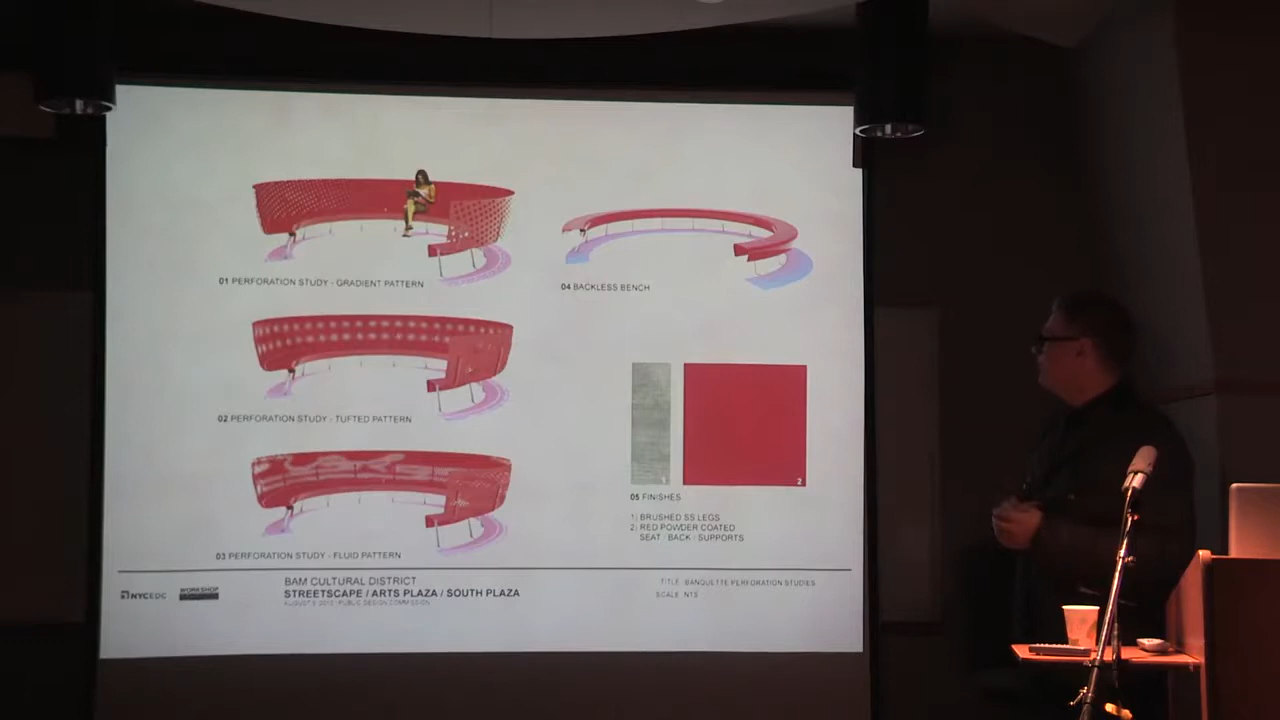 01 PERFORATION STUDY - GRADIENT PATTERN
04 BACKLESS BENCH
02 PERFORATION STUDY - TUFTED PATTERN
1
2
05 FINISHES
1: BRUSHED SS LEGS
2: RED POWDER COATED
SEAT / BACK / SUPPORTS
03 PERFORATION STUDY - FLUID PATTERN
NYCEDC
WORKSHOP
BAM CULTURAL DISTRICT
STREETSCAPE / ARTS PLAZA / SOUTH PLAZA
PUBLIC DESIGN COMMISSION
TITLE: BANQUETTE PERFORATION STUDIES
SCALE: NTS